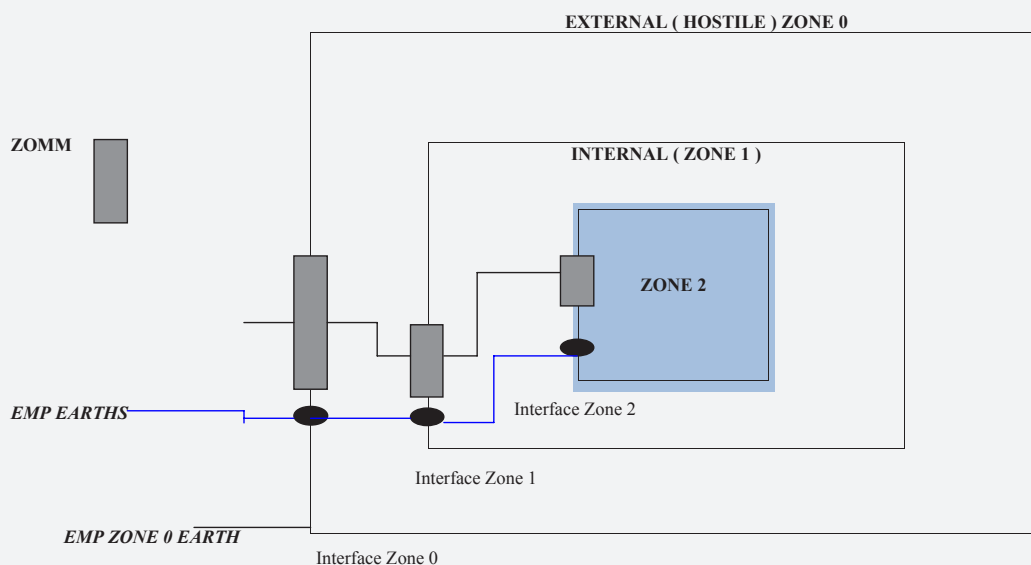 EXTERNAL ( HOSTILE ) ZONE 0
ZOMM
INTERNAL ( ZONE 1 )
ZONE 2
EMP EARTHS
Interface Zone 2
Interface Zone 1
EMP ZONE 0 EARTH
Interface Zone 0